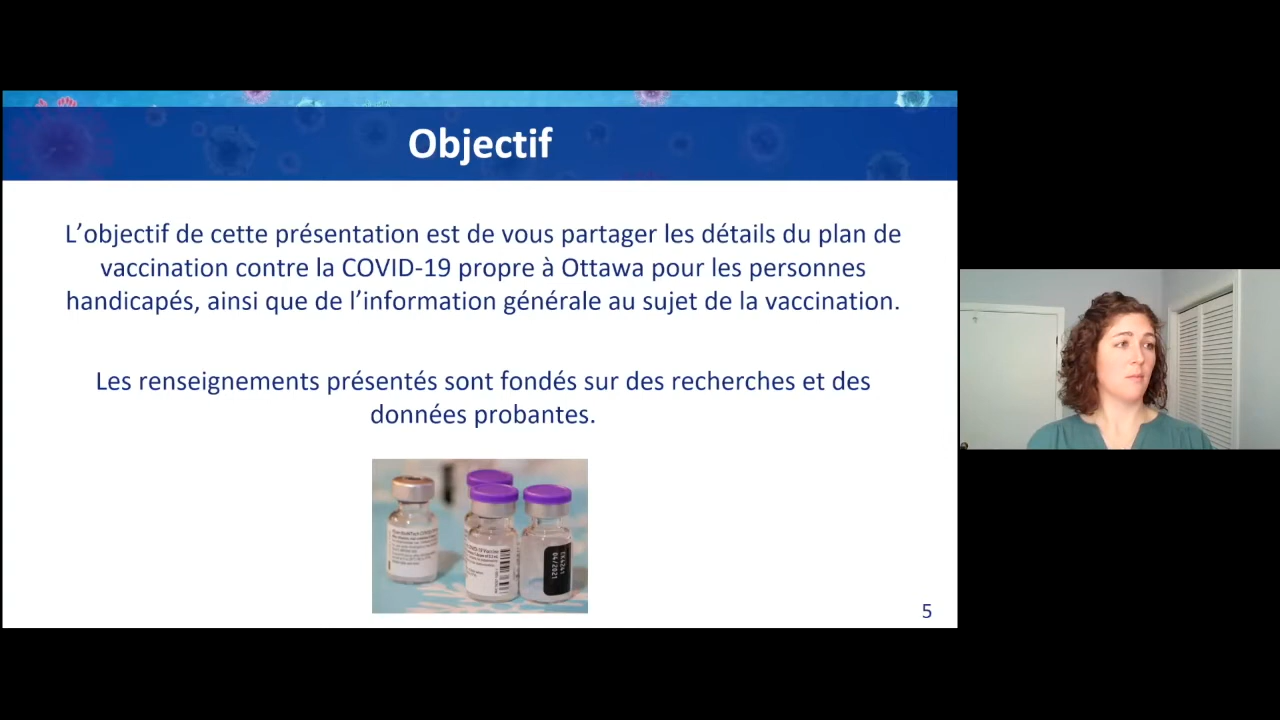 Objectif
L'objectif de cette présentation est de vous partager les détails du plan de
vaccination contre la COVID-19 propre à Ottawa pour les personnes
handicapés, ainsi que de l'information générale au sujet de la vaccination.
Les renseignements présentés sont fondés sur des recherches et des
données probantes.
04/2021
5